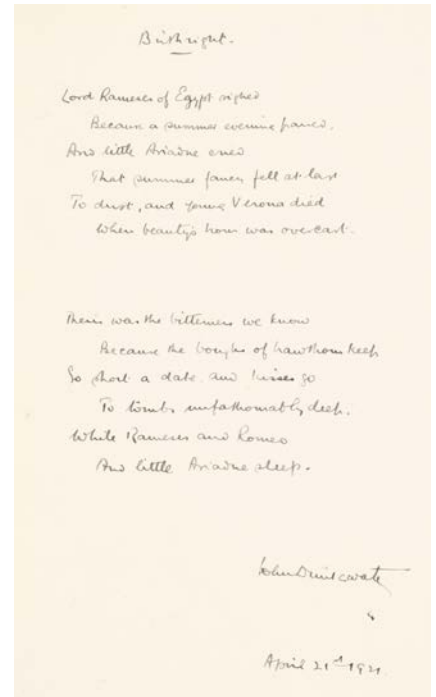 Birthright.
Lord Rameses of Egypt sighed
Because a summer evening passed,
And little Ariadne cried
That summer fancy fell at last
To dust, and young Verona died
When beauty's hour was overcast.
Theirs was the bitterness we know
Because the boughs of hawthorn keep
So short a date, and kisses go
To tombs unfathomably deep,
While Rameses and Romeo
And little Ariadne sleep.
John Drinkwater
April 21st 1921